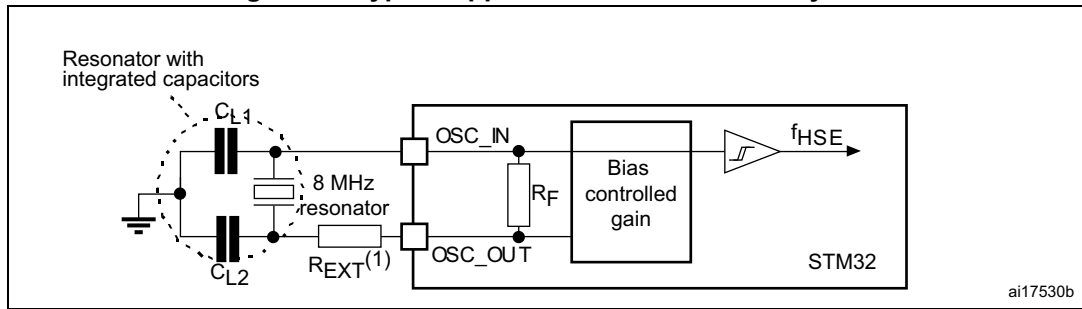 Resonator with
integrated capacitors
CL1
OSC_IN
fHSE
8 MHz
resonator
RF
Bias
controlled
gain
REXT(1)
OSC_OUT
STM32
CL2
ai17530b